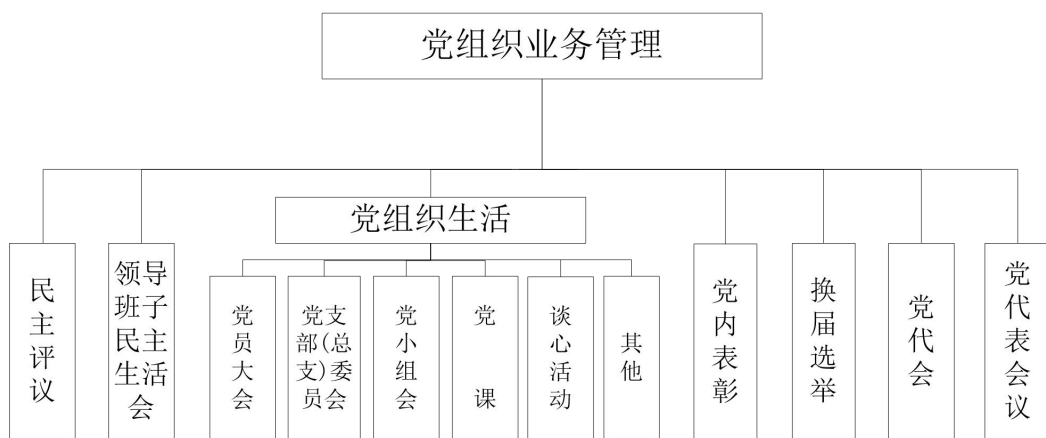 党组织业务管理
党组织生活
民主评议
领导
班子
民主
生活
会
党员大会
党支
部(总
支)委
员会
党小组会
党课
谈心活动
其他
党内表彰
换届选举
党代会
党代表会议